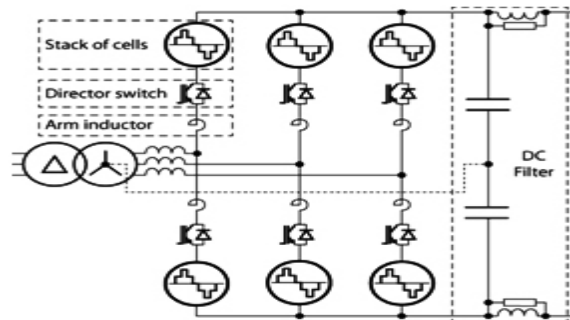 Stack of cells
Director switch
Arm inductor
DC
Filter